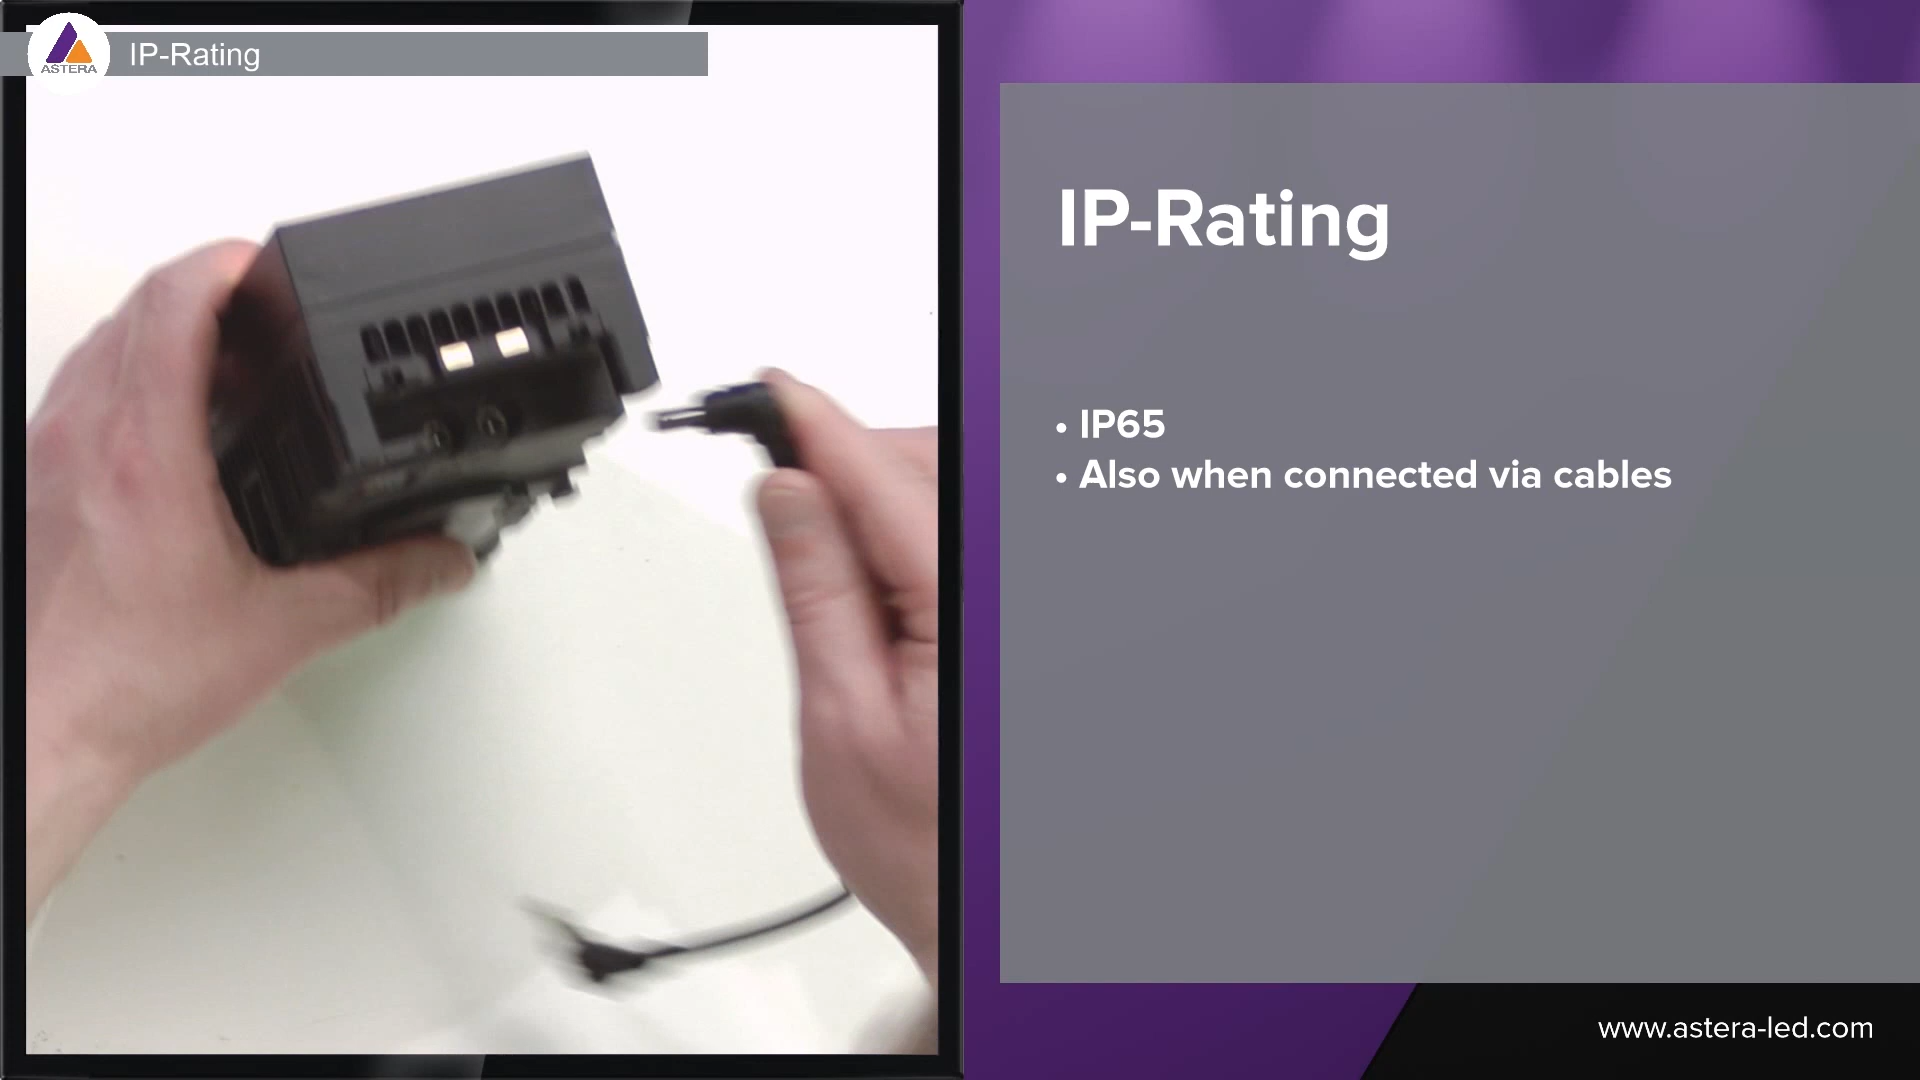 ASTERA
IP-Rating
IP-Rating
• IP65
• Also when connected via cables
www.astera-led.com